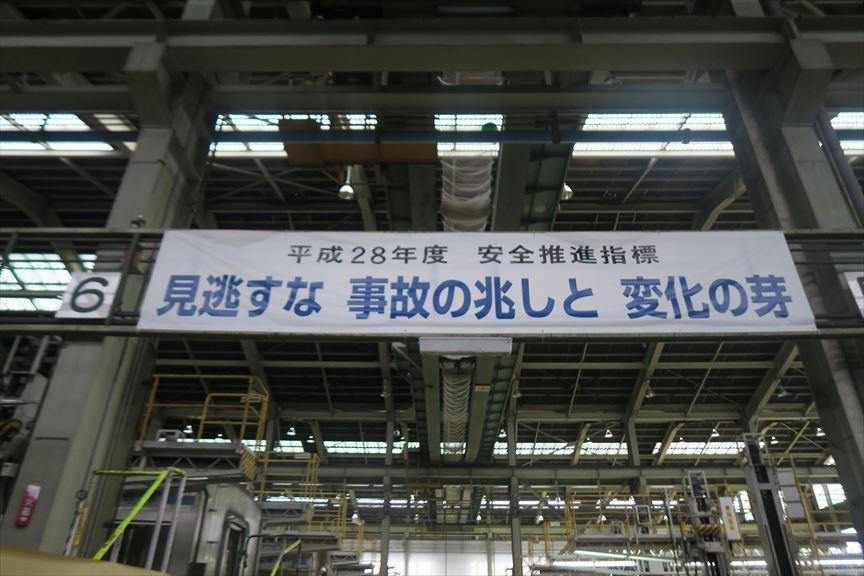 平成28年度 安全推進指標
見逃すな 事故の兆しと 変化の芽
6